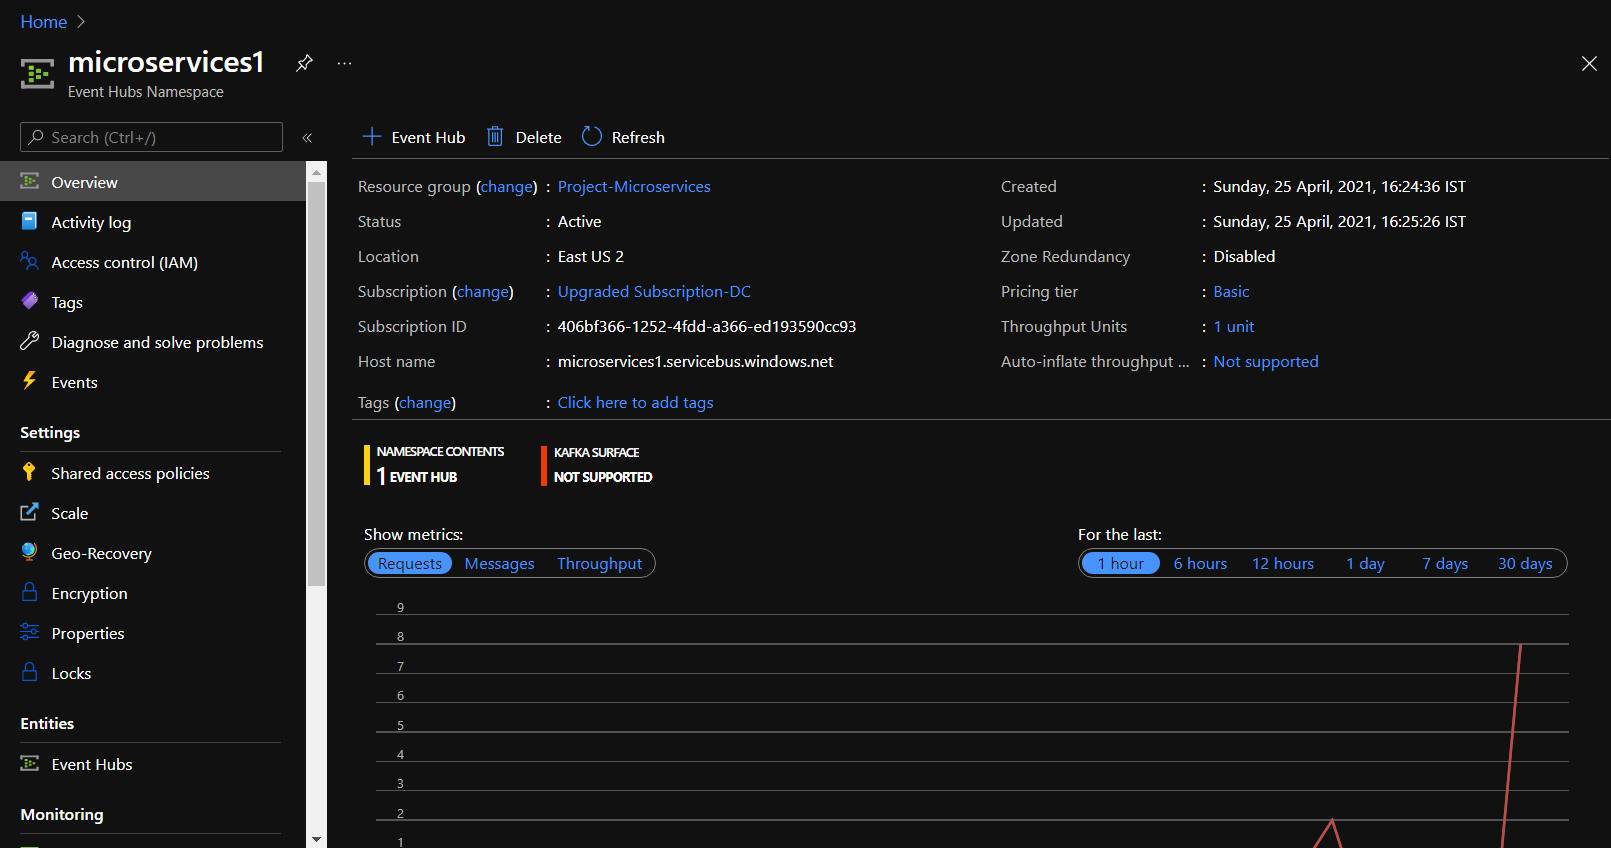 Home
microservices1
Event Hubs Namespace
Search (Ctrl+/)
Overview
Activity log
Access control (IAM)
Tags
Diagnose and solve problems
Events
Settings
Shared access policies
Scale
Geo-Recovery
Encryption
Properties
Locks
Entities
Event Hubs
Monitoring
Event Hub Delete Refresh
Resource group (change) : Project-Microservices
Status : Active
Location : East US 2
Subscription (change) : Upgraded Subscription-DC
Subscription ID : 406bf366-1252-4fdd-a366-ed193590cc93
Host name : microservices1.servicebus.windows.net
Tags (change) : Click here to add tags
Created : Sunday, 25 April, 2021, 16:24:36 IST
Updated : Sunday, 25 April, 2021, 16:25:26 IST
Zone Redundancy : Disabled
Pricing tier : Basic
Throughput Units : 1 unit
Auto-inflate throughput ... : Not supported
NAMESPACE CONTENTS
1 EVENT HUB
KAFKA SURFACE
NOT SUPPORTED
Show metrics:
Requests Messages Throughput
For the last:
1 hour 6 hours 12 hours 1 day 7 days 30 days
9
8
7
6
5
4
3
2
1